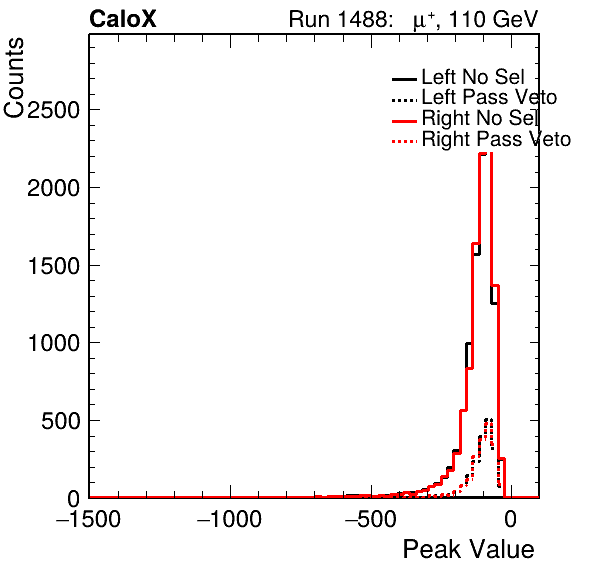 CaloX Run 1488: μ⁺, 110 GeV
Counts
Left No Sel
Left Pass Veto
Right No Sel
Right Pass Veto
2500
2000
1500
1000
500
0
−1500 −1000 −500 0
Peak Value